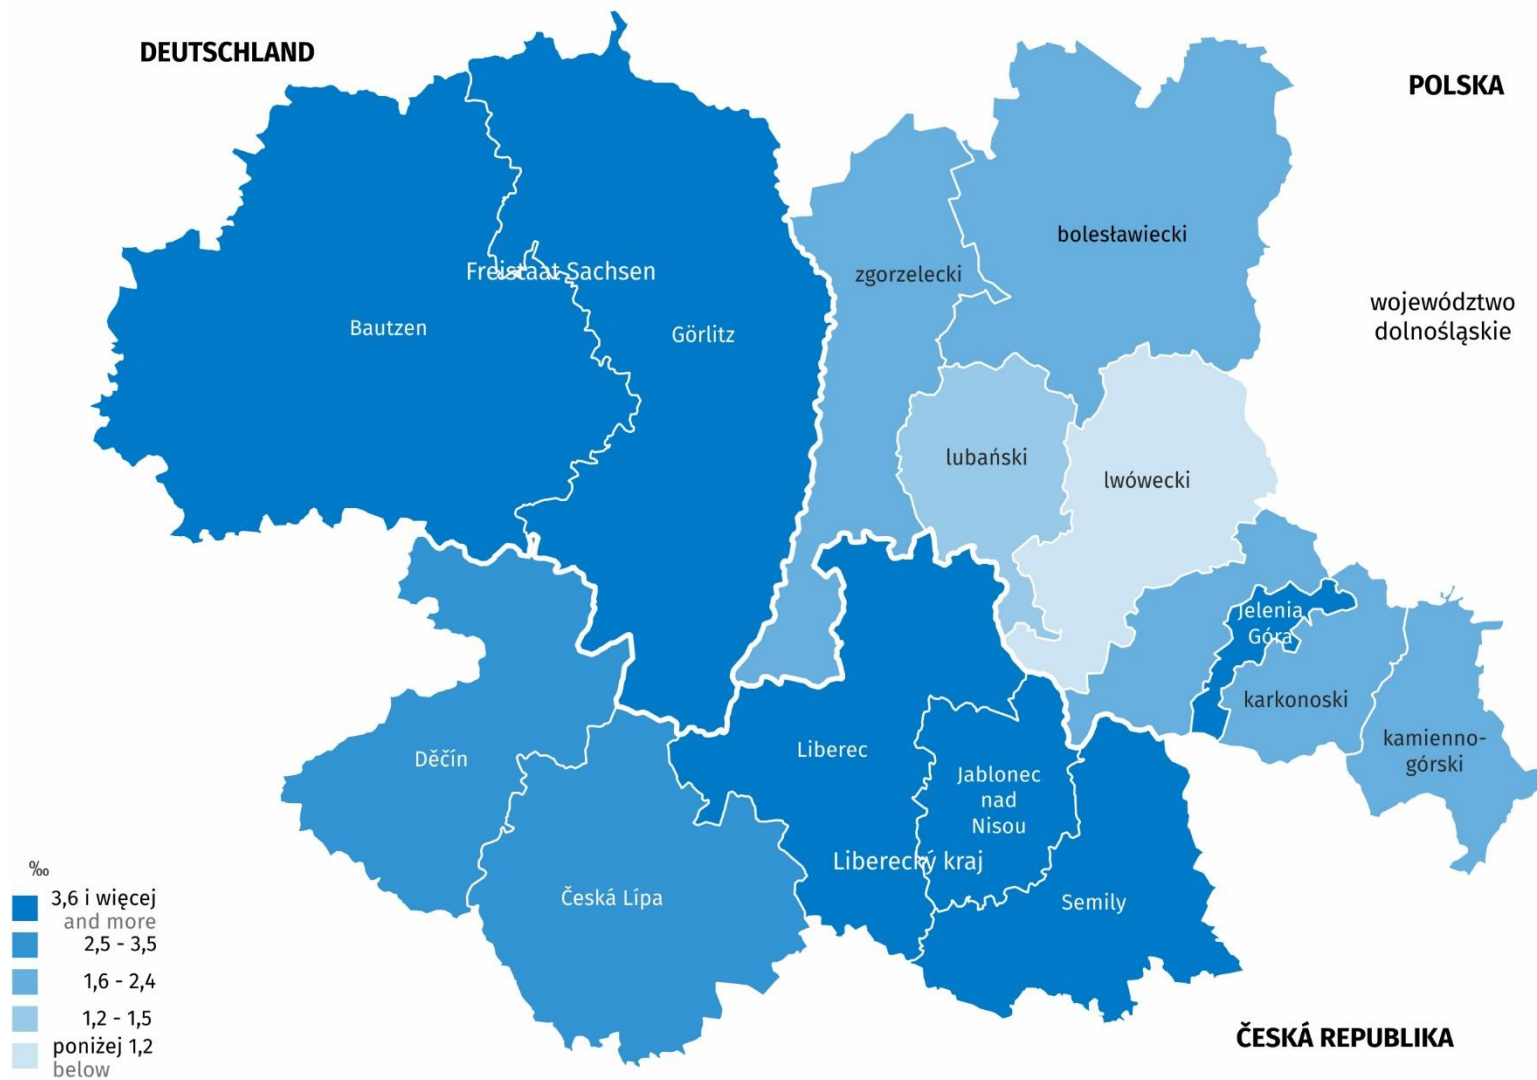 DEUTSCHLAND
POLSKA
bolesławiecki
zgorzelecki
Freistaat Sachsen
województwo
dolnośląskie
Bautzen
Görlitz
lubański
lwówecki
Jelenia
Góra
karkonoski
kamienno-
górski
Děčín
Liberec
Jablonec
nad
Nisou
Liberecký kraj
Česká Lípa
Semily
‰
3,6 i więcej
and more
2,5 - 3,5
1,6 - 2,4
1,2 - 1,5
poniżej 1,2
below
ČESKÁ REPUBLIKA